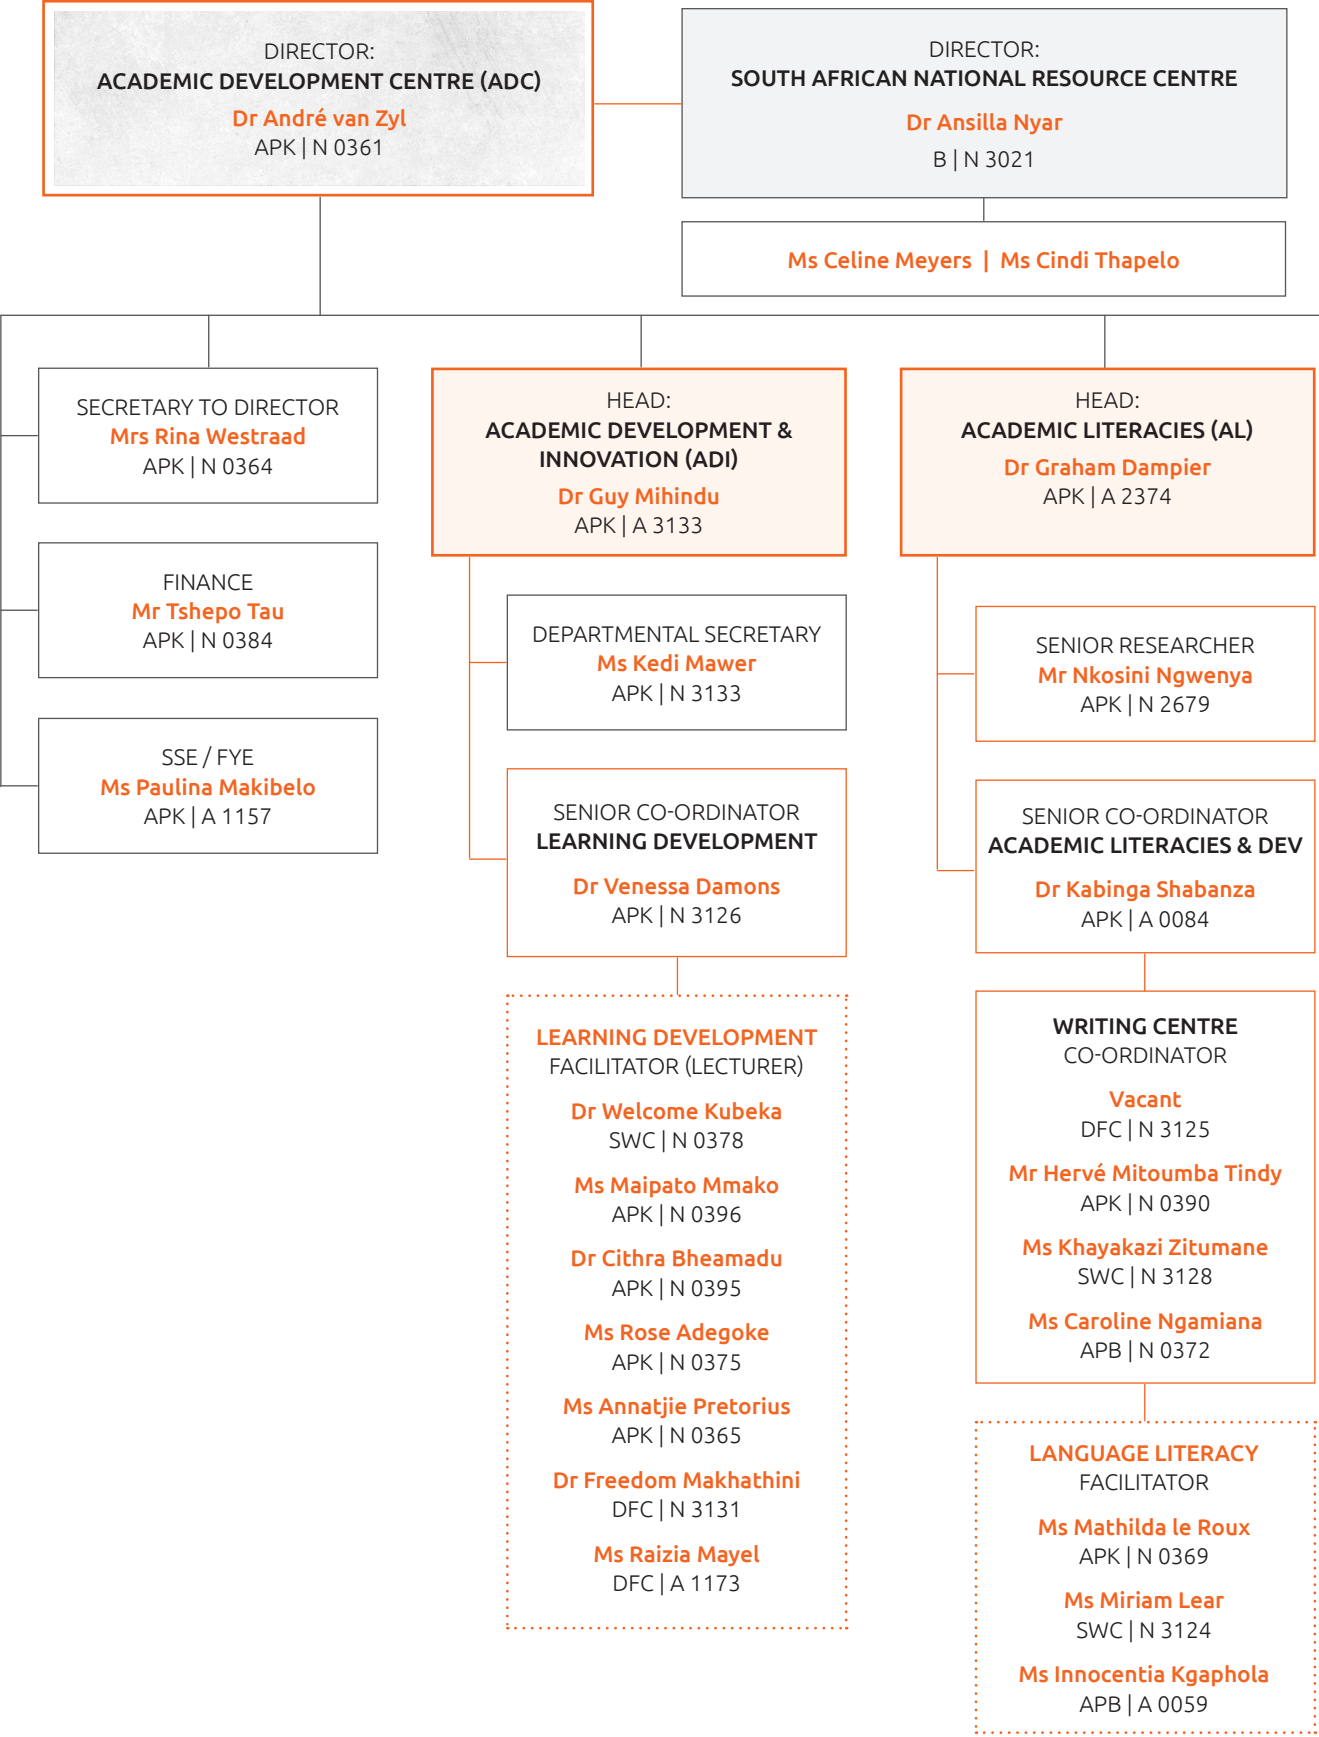 DIRECTOR:
ACADEMIC DEVELOPMENT CENTRE (ADC)
Dr André van Zyl
APK | N 0361
DIRECTOR:
SOUTH AFRICAN NATIONAL RESOURCE CENTRE
Dr Ansilla Nyar
B | N 3021
Ms Celine Meyers | Ms Cindi Thapelo
SECRETARY TO DIRECTOR
Mrs Rina Westraad
APK | N 0364
FINANCE
Mr Tshepo Tau
APK | N 0384
SSE / FYE
Ms Paulina Makibelo
APK | A 1157
HEAD:
ACADEMIC DEVELOPMENT &
INNOVATION (ADI)
Dr Guy Mihindu
APK | A 3133
DEPARTMENTAL SECRETARY
Ms Kedi Mawer
APK | N 3133
SENIOR CO-ORDINATOR
LEARNING DEVELOPMENT
Dr Venessa Damons
APK | N 3126
LEARNING DEVELOPMENT
FACILITATOR (LECTURER)
Dr Welcome Kubeka
SWC | N 0378
Ms Maipato Mmako
APK | N 0396
Dr Cithra Bheamadu
APK | N 0395
Ms Rose Adegoke
APK | N 0375
Ms Annatjie Pretorius
APK | N 0365
Dr Freedom Makhathini
DFC | N 3131
Ms Raizia Mayel
DFC | A 1173
HEAD:
ACADEMIC LITERACIES (AL)
Dr Graham Dampier
APK | A 2374
SENIOR RESEARCHER
Mr Nkosini Ngwenya
APK | N 2679
SENIOR CO-ORDINATOR
ACADEMIC LITERACIES & DEV
Dr Kabinga Shabanza
APK | A 0084
WRITING CENTRE
CO-ORDINATOR
Vacant
DFC | N 3125
Mr Hervé Mitoumba Tindy
APK | N 0390
Ms Khayakazi Zitumane
SWC | N 3128
Ms Caroline Ngamiana
APB | N 0372
LANGUAGE LITERACY
FACILITATOR
Ms Mathilda le Roux
APK | N 0369
Ms Miriam Lear
SWC | N 3124
Ms Innocentia Kgaphola
APB | A 0059